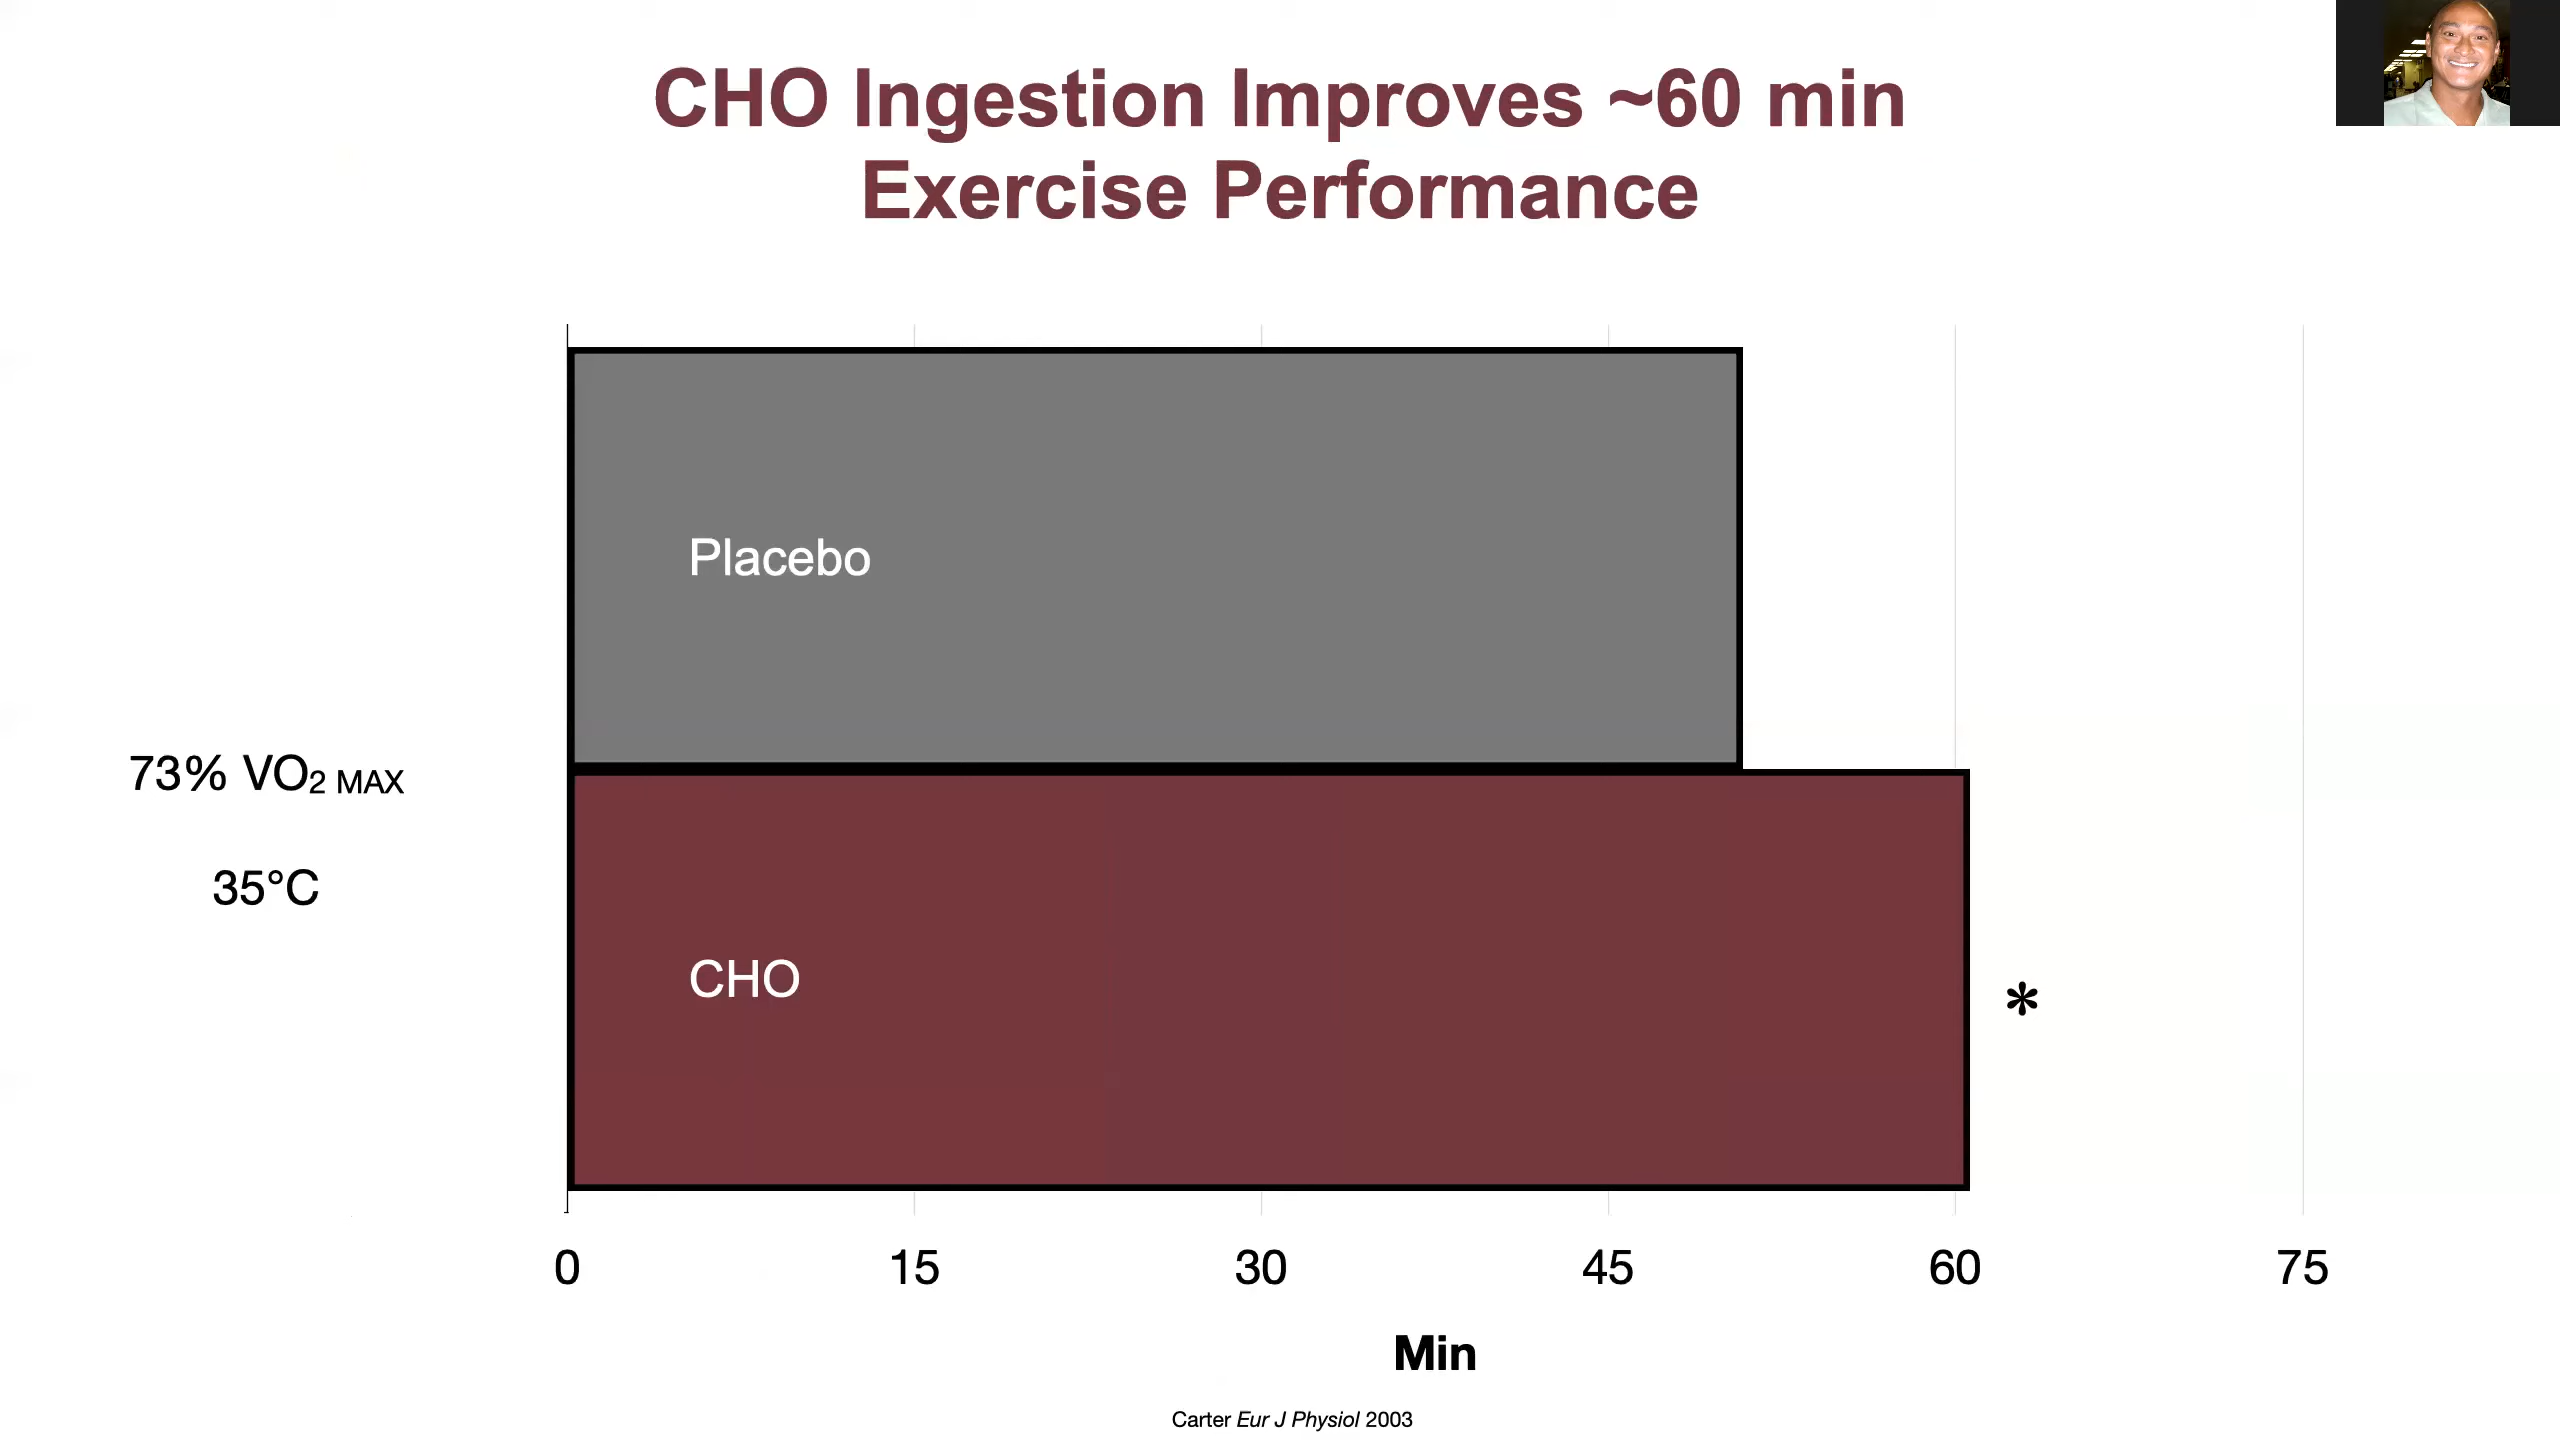 CHO Ingestion Improves ~60 min
Exercise Performance
Placebo
73% VO₂ MAX
35°C
CHO
*
0 15 30 45 60 75
Min
Carter Eur J Physiol 2003